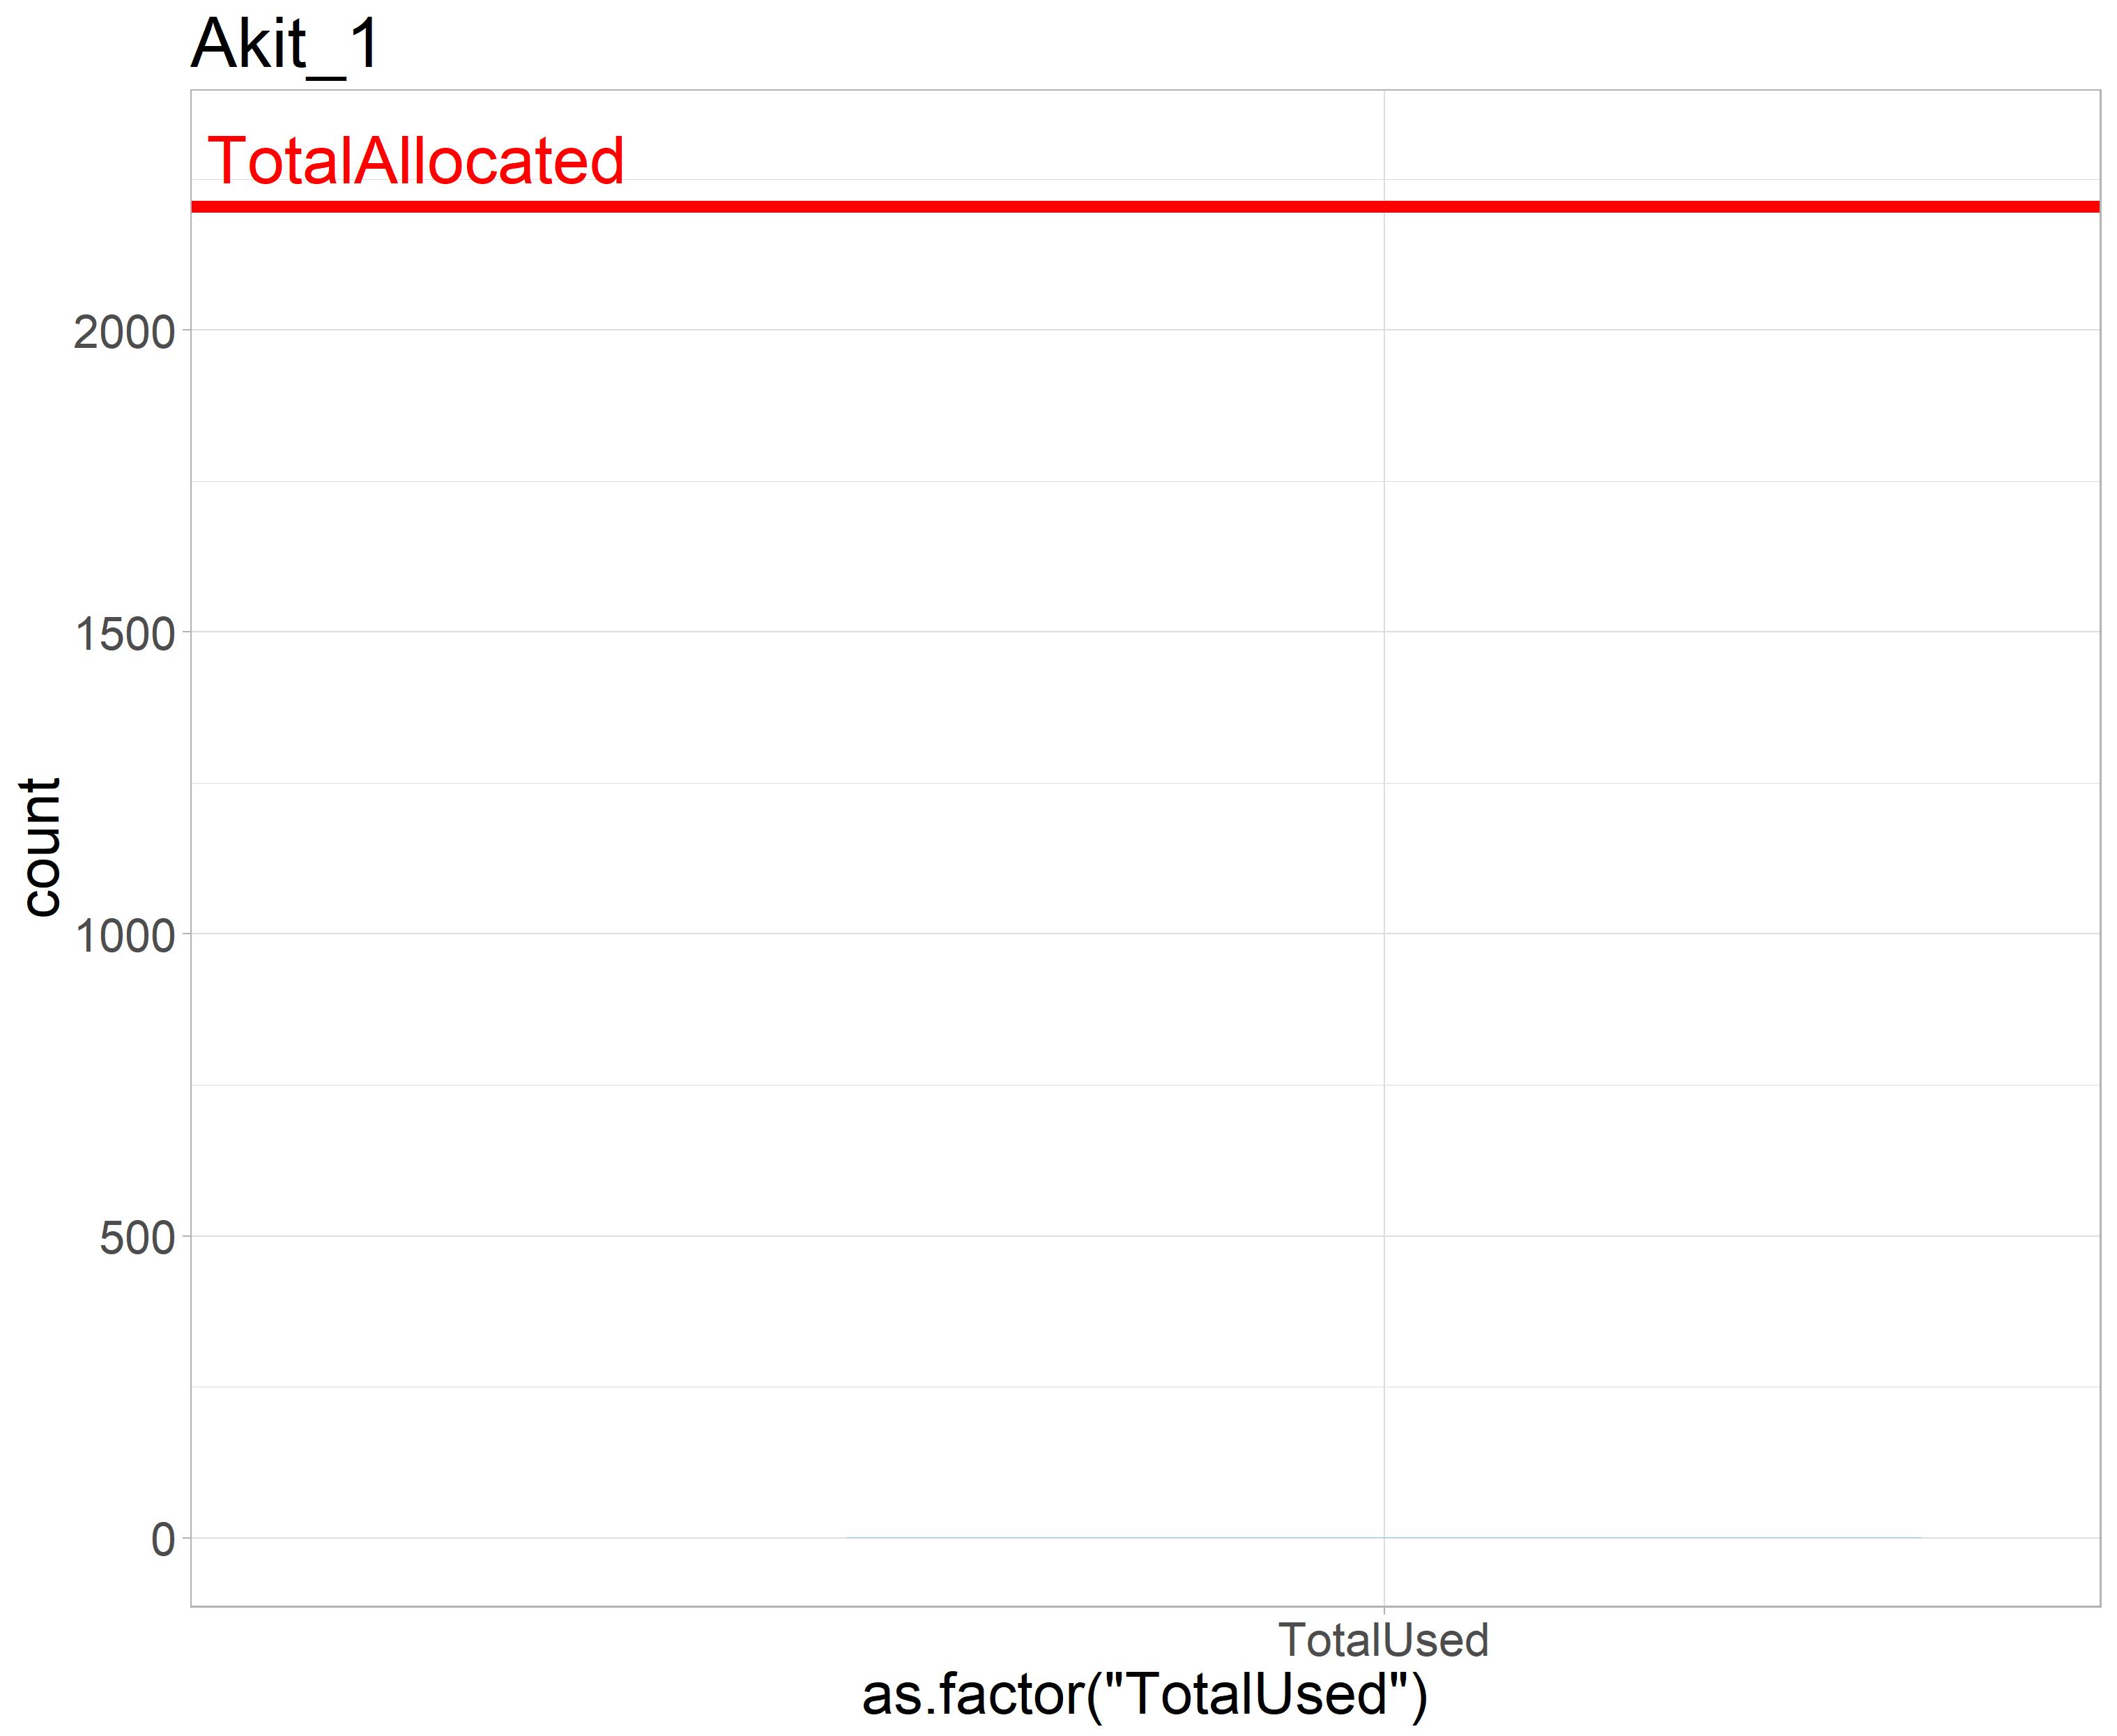 Akit_1
TotalAllocated
2000
1500
1000
500
0
count
TotalUsed
as.factor("TotalUsed")